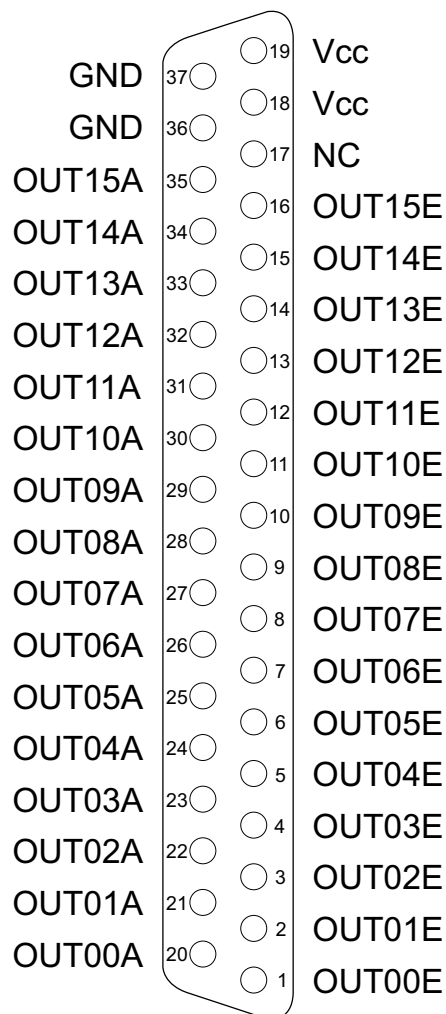 19 Vcc
GND 37
18 Vcc
GND 36
17 NC
OUT15A 35
16 OUT15E
OUT14A 34
15 OUT14E
OUT13A 33
14 OUT13E
OUT12A 32
13 OUT12E
OUT11A 31
12 OUT11E
OUT10A 30
11 OUT10E
OUT09A 29
10 OUT09E
OUT08A 28
9 OUT08E
OUT07A 27
8 OUT07E
OUT06A 26
7 OUT06E
OUT05A 25
6 OUT05E
OUT04A 24
5 OUT04E
OUT03A 23
4 OUT03E
OUT02A 22
3 OUT02E
OUT01A 21
2 OUT01E
OUT00A 20
1 OUT00E